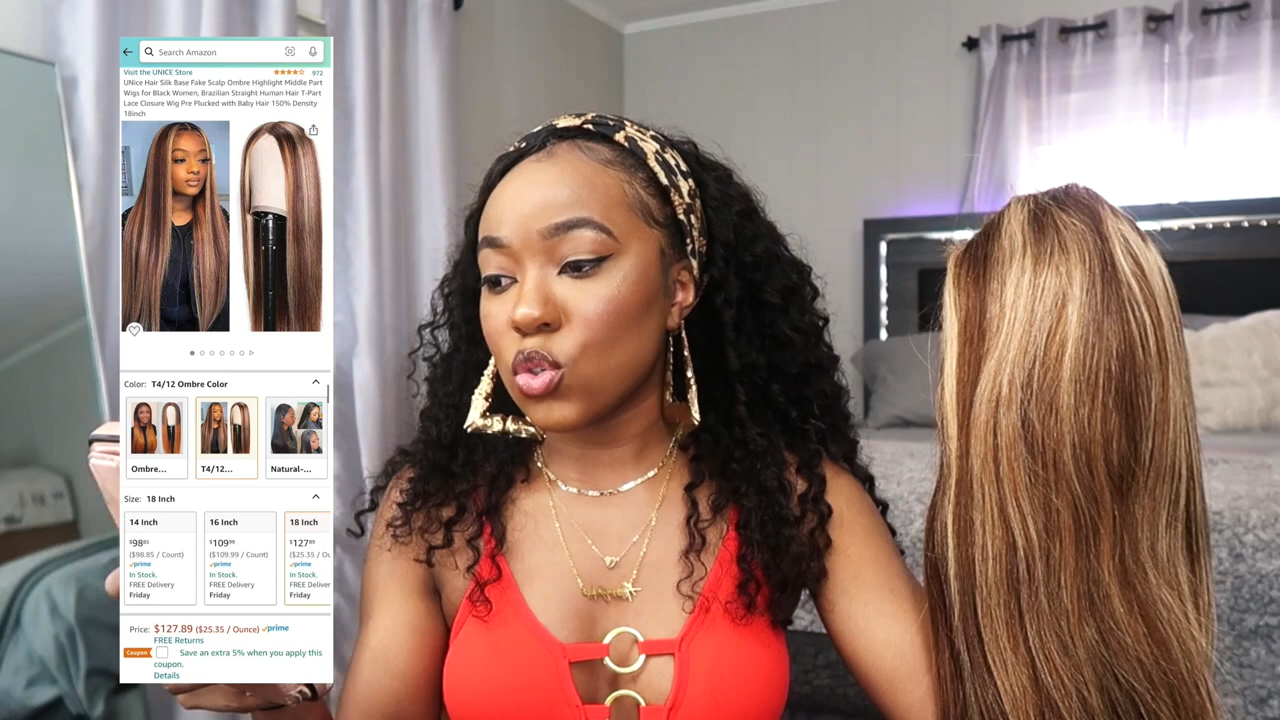 Search Amazon
Visit the UNICE Store 972
UNice Hair Silk Base Fake Scalp Ombre Highlight Middle Part
Wigs for Black Women, Brazilian Straight Human Hair T-Part
Lace Closure Wig Pre Plucked with Baby Hair 150% Density
18inch
Color: T4/12 Ombre Color
Ombre... T4/12... Natural-...
Size: 18 Inch
14 Inch 16 Inch 18 Inch
$98.85 $109.99 $127.89
($98.85 / Count) ($109.99 / Count) ($25.35 / Ou
prime prime prime
In Stock. In Stock. In Stock.
FREE Delivery FREE Delivery FREE Deliver
Friday Friday Friday
Price: $127.89 ($25.35 / Ounce) prime
FREE Returns
Coupon Save an extra 5% when you apply this
coupon.
Details